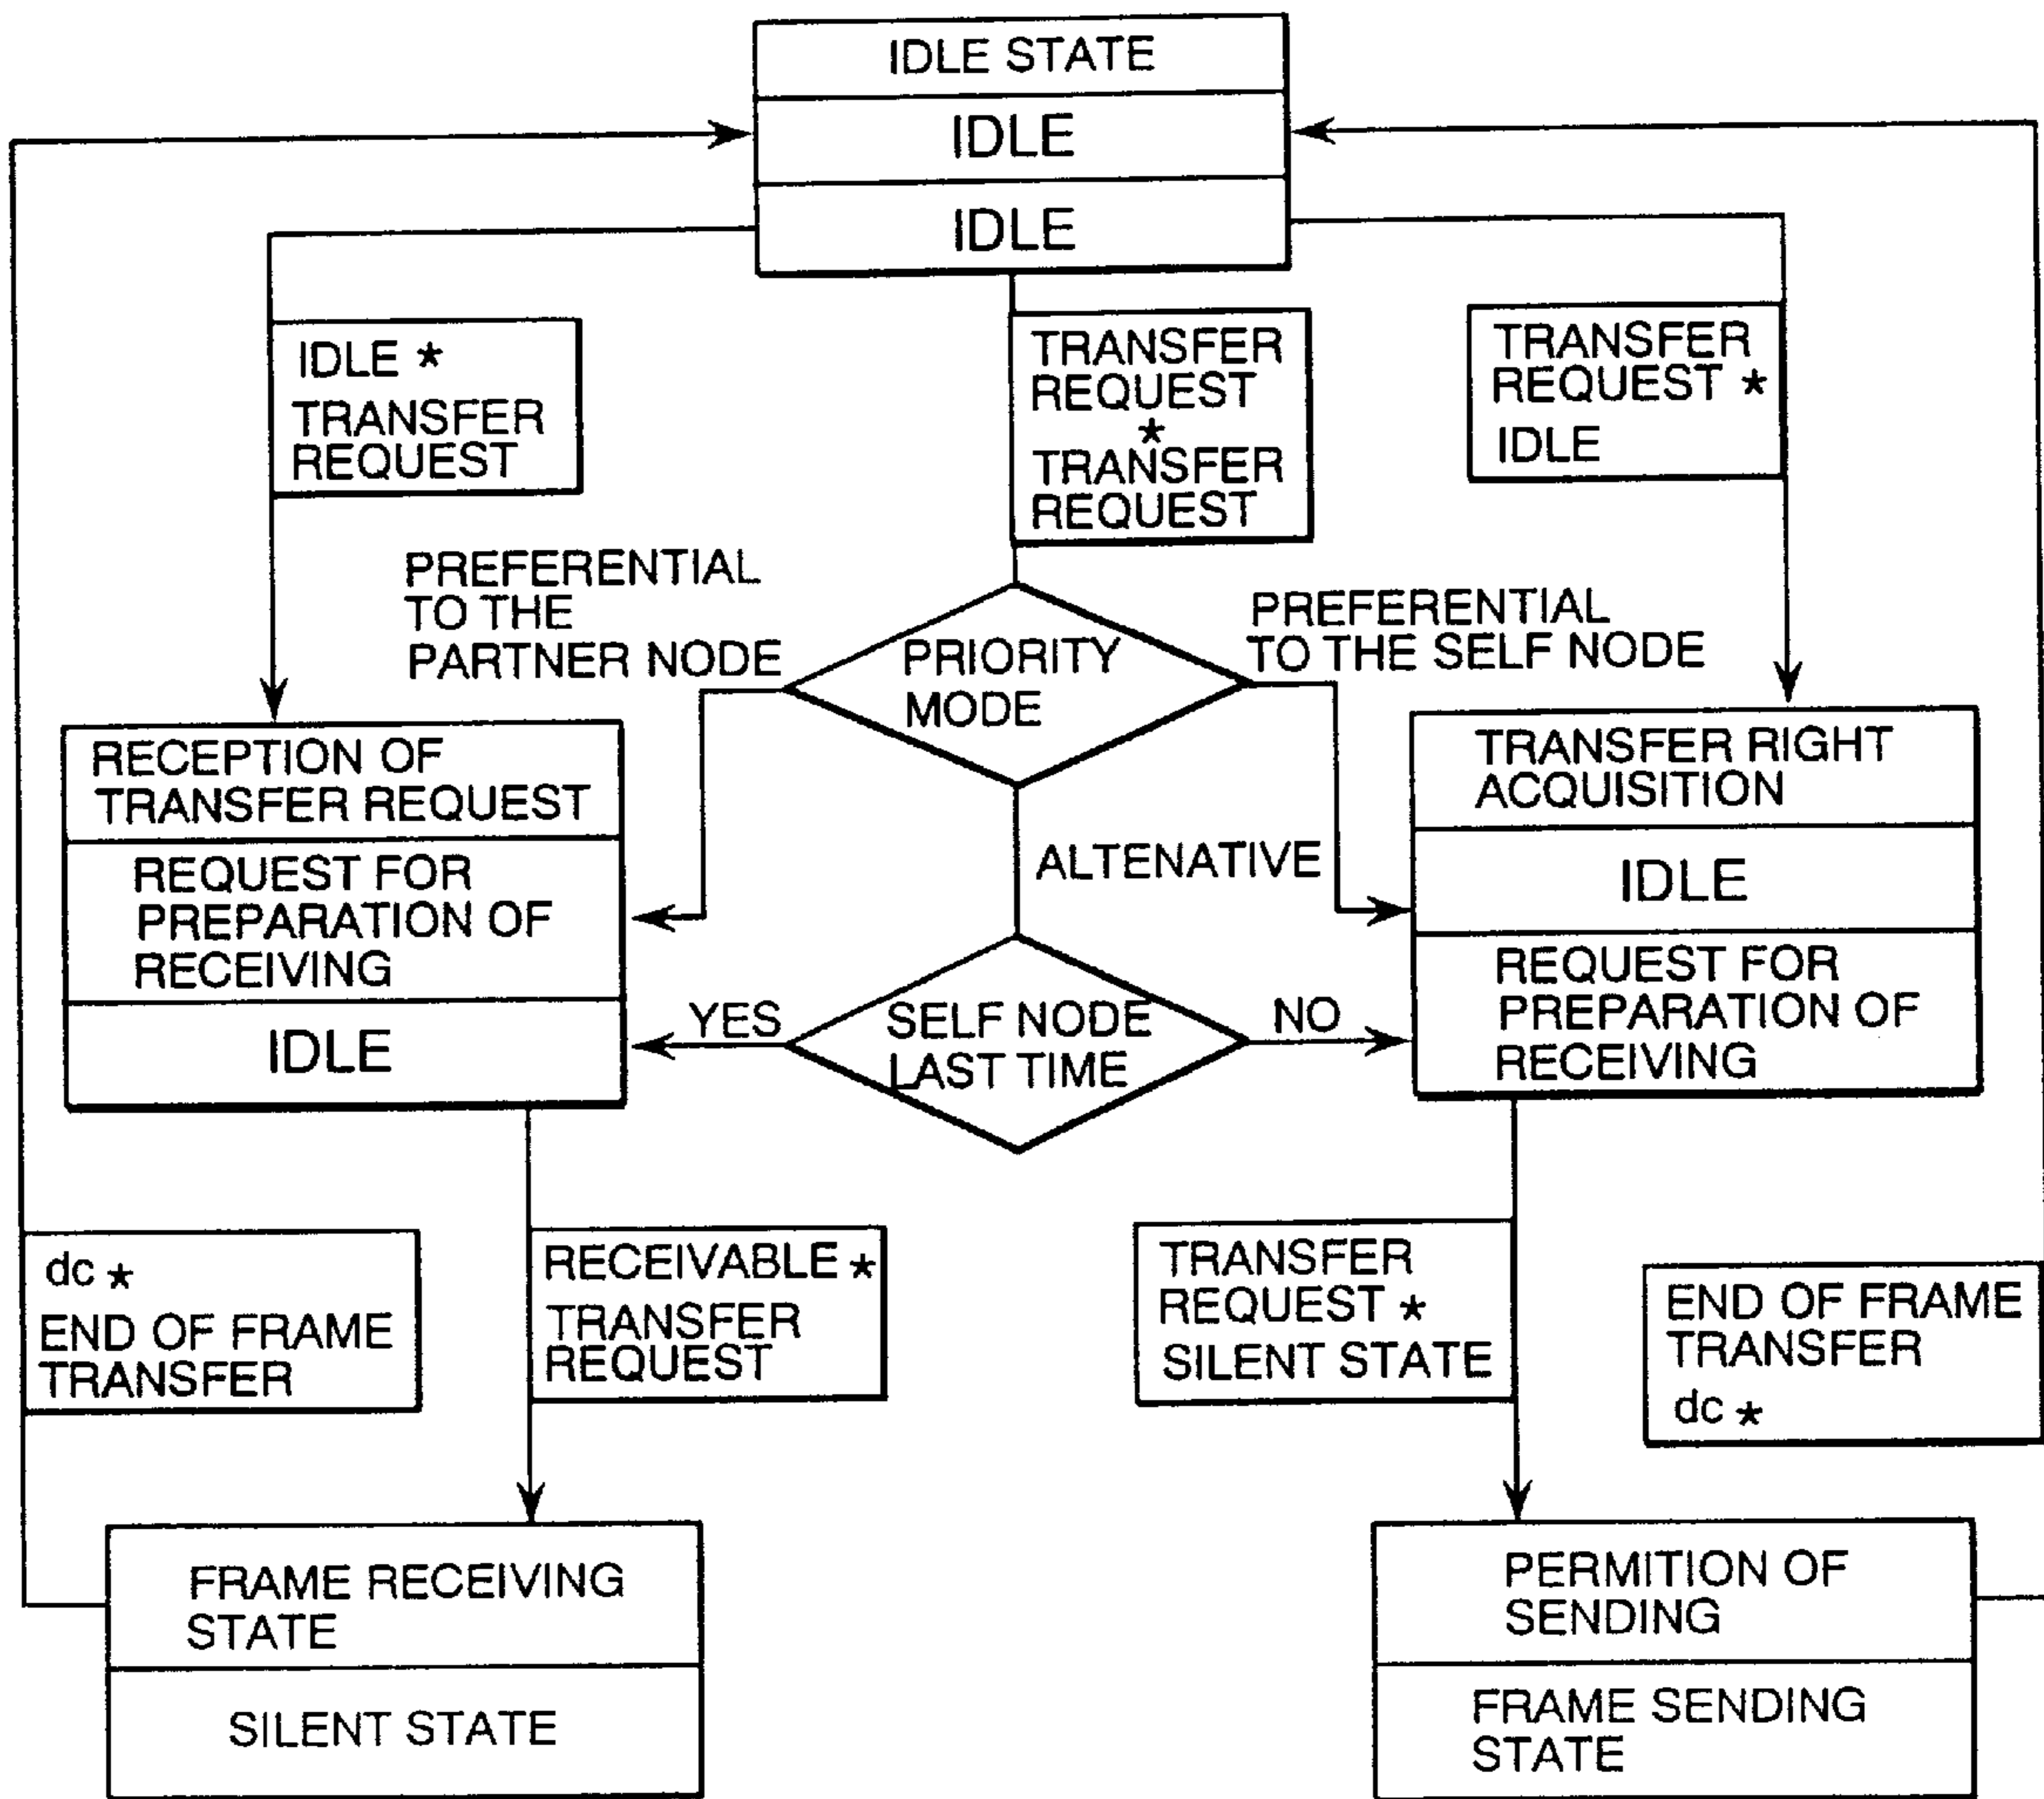 IDLE STATE
IDLE
IDLE
IDLE *
TRANSFER
REQUEST
TRANSFER
REQUEST
*
TRANSFER
REQUEST
TRANSFER
REQUEST *
IDLE
PREFERENTIAL
TO THE
PARTNER NODE
PRIORITY
MODE
PREFERENTIAL
TO THE SELF NODE
RECEPTION OF
TRANSFER REQUEST
REQUEST FOR
PREPARATION OF
RECEIVING
IDLE
ALTENATIVE
TRANSFER RIGHT
ACQUISITION
IDLE
REQUEST FOR
PREPARATION OF
RECEIVING
YES
SELF NODE
LAST TIME
NO
dc *
END OF FRAME
TRANSFER
RECEIVABLE *
TRANSFER
REQUEST
TRANSFER
REQUEST *
SILENT STATE
END OF FRAME
TRANSFER
dc *
FRAME RECEIVING
STATE
SILENT STATE
PERMITION OF
SENDING
FRAME SENDING
STATE